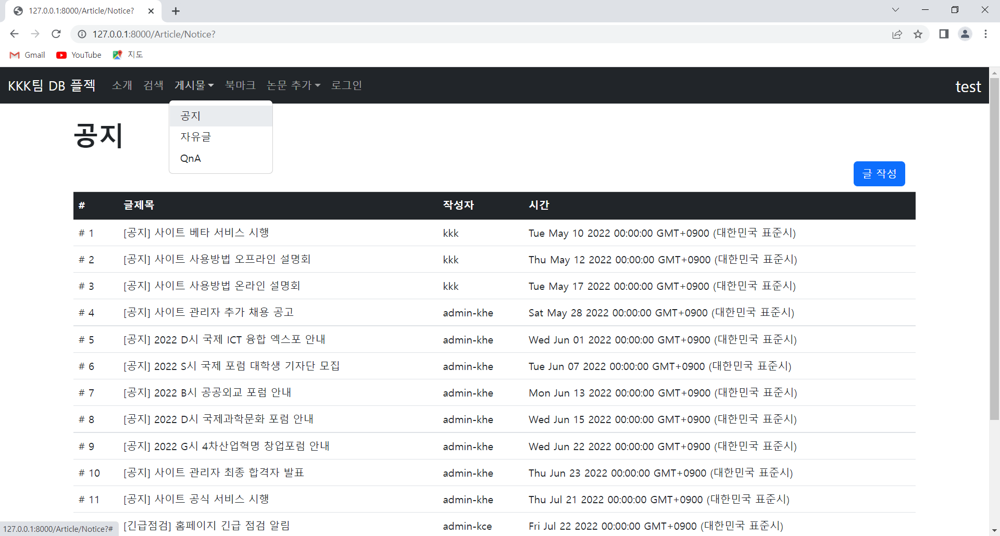 127.0.0.1:8000/Article/Notice?
127.0.0.1:8000/Article/Notice?
Gmail YouTube 지도
KKK팀 DB 플젝 소개 검색 게시물 북마크 논문 추가 로그인 test
공지
자유글
QnA
공지
글 작성
# 글제목 작성자 시간
# 1 [공지] 사이트 베타 서비스 시행 kkk Tue May 10 2022 00:00:00 GMT+0900 (대한민국 표준시)
# 2 [공지] 사이트 사용방법 오프라인 설명회 kkk Thu May 12 2022 00:00:00 GMT+0900 (대한민국 표준시)
# 3 [공지] 사이트 사용방법 온라인 설명회 kkk Tue May 17 2022 00:00:00 GMT+0900 (대한민국 표준시)
# 4 [공지] 사이트 관리자 추가 채용 공고 admin-khe Sat May 28 2022 00:00:00 GMT+0900 (대한민국 표준시)
# 5 [공지] 2022 D시 국제 ICT 융합 엑스포 안내 admin-khe Wed Jun 01 2022 00:00:00 GMT+0900 (대한민국 표준시)
# 6 [공지] 2022 S시 국제 포럼 대학생 기자단 모집 admin-khe Tue Jun 07 2022 00:00:00 GMT+0900 (대한민국 표준시)
# 7 [공지] 2022 B시 공공외교 포럼 안내 admin-khe Mon Jun 13 2022 00:00:00 GMT+0900 (대한민국 표준시)
# 8 [공지] 2022 D시 국제과학문화 포럼 안내 admin-khe Wed Jun 15 2022 00:00:00 GMT+0900 (대한민국 표준시)
# 9 [공지] 2022 G시 4차산업혁명 창업포럼 안내 admin-khe Wed Jun 22 2022 00:00:00 GMT+0900 (대한민국 표준시)
# 10 [공지] 사이트 관리자 최종 합격자 발표 admin-khe Thu Jun 23 2022 00:00:00 GMT+0900 (대한민국 표준시)
# 11 [공지] 사이트 공식 서비스 시행 admin-khe Thu Jul 21 2022 00:00:00 GMT+0900 (대한민국 표준시)
[긴급점검] 홈페이지 긴급 점검 알림 admin-kce Fri Jul 22 2022 00:00:00 GMT+0900 (대한민국 표준시)
127.0.0.1:8000/Article/Notice?#